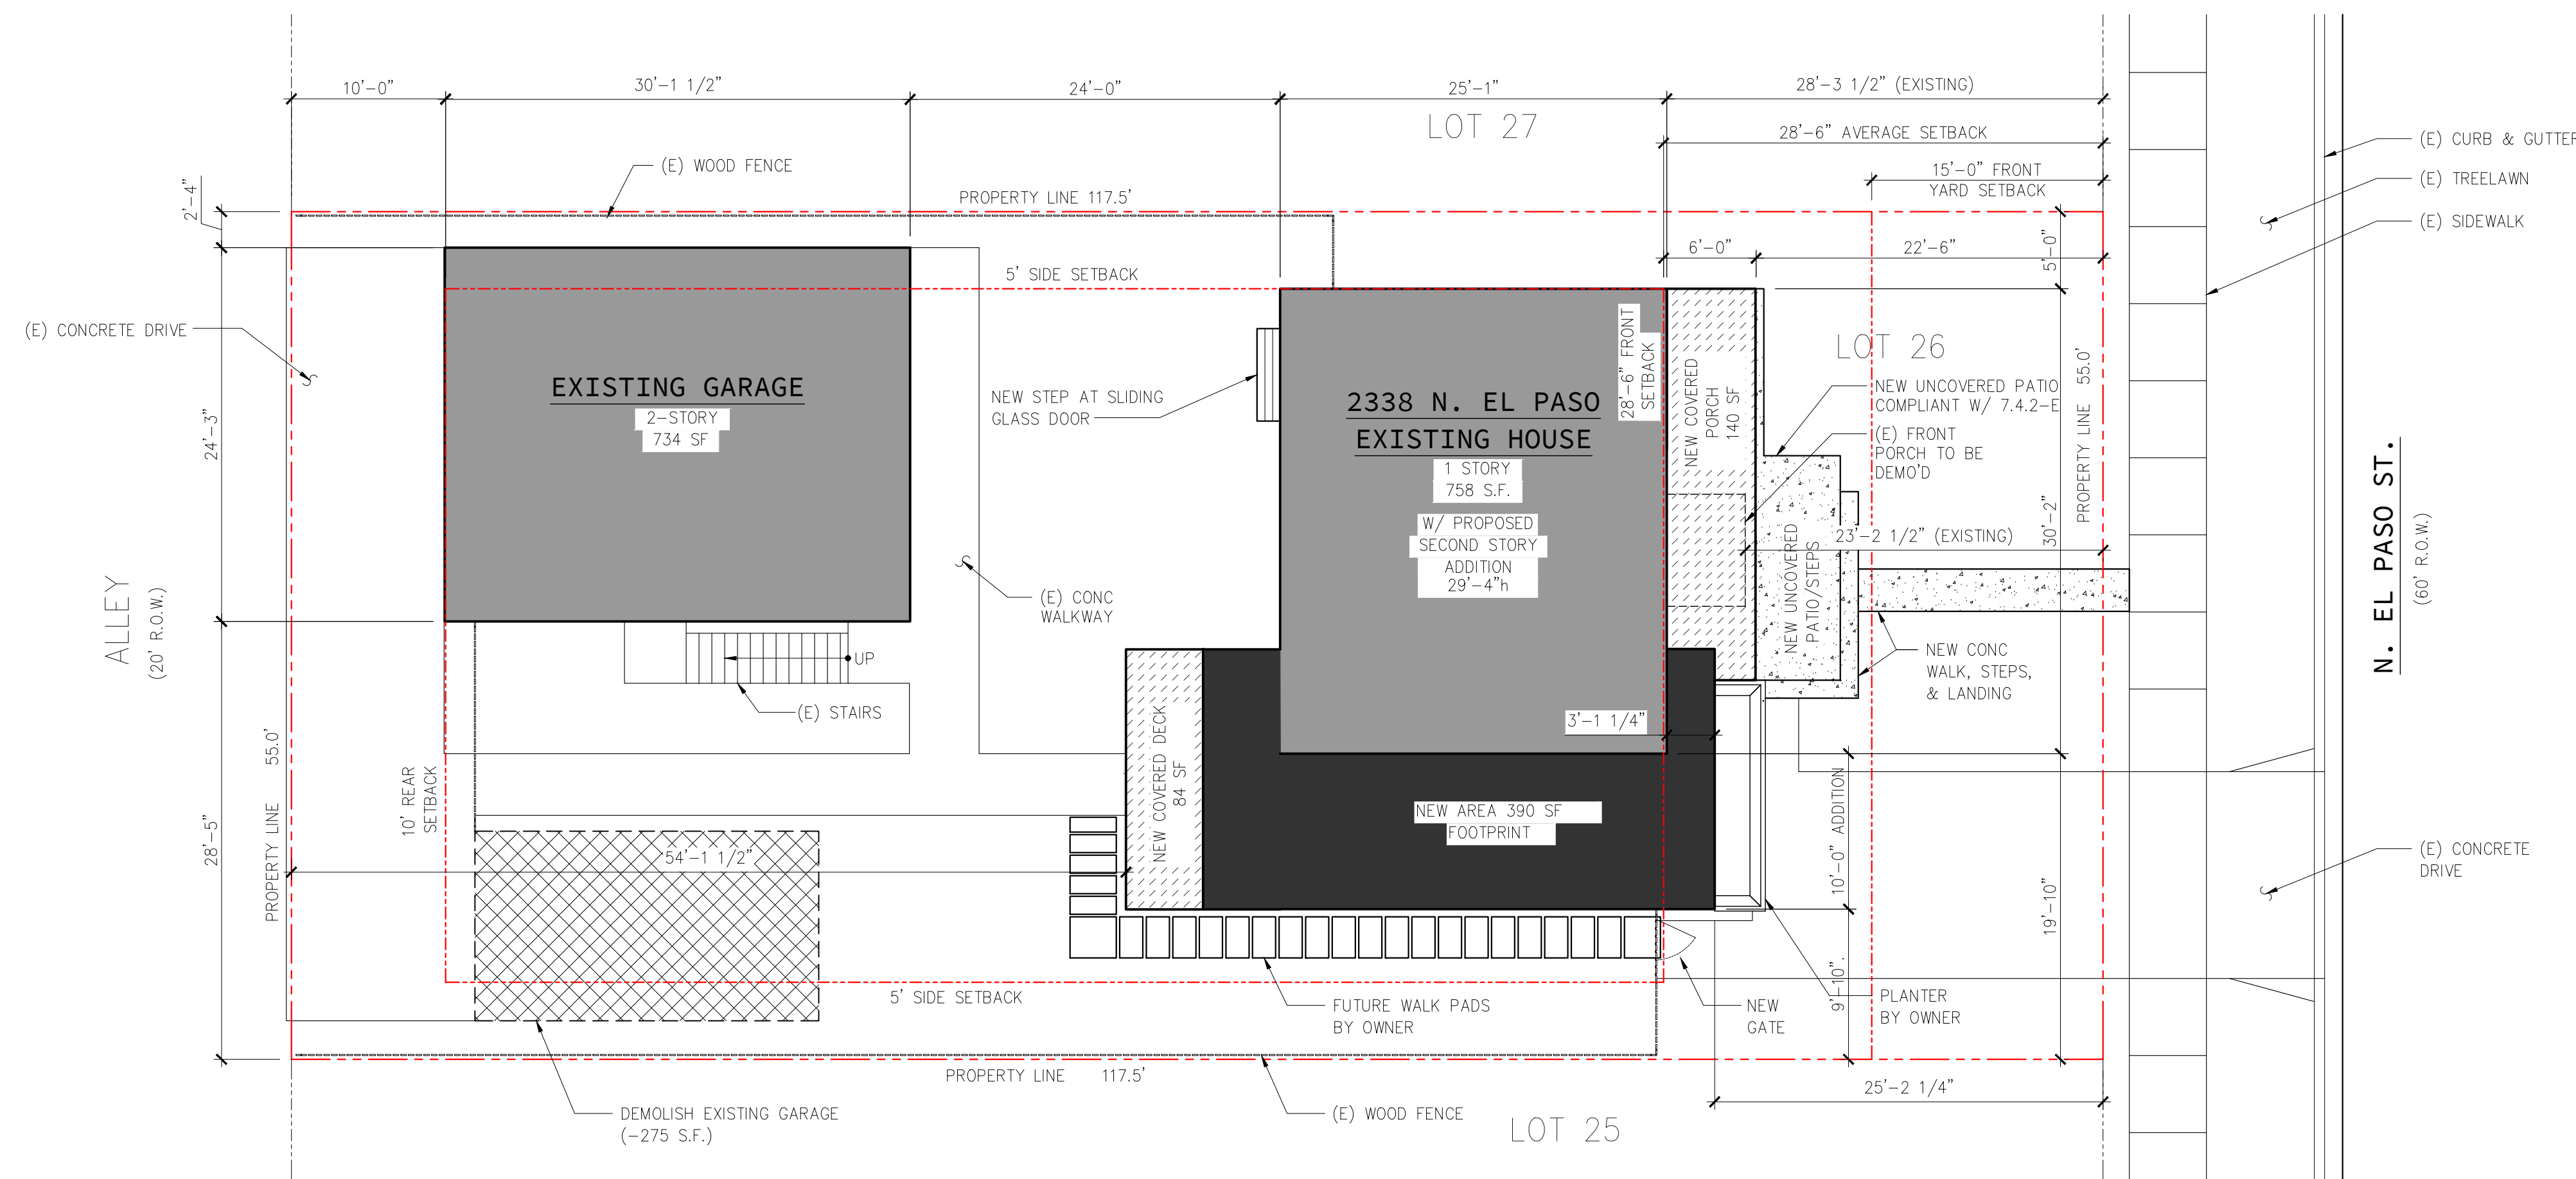 10'-0"
30'-1 1/2"
24'-0"
25'-1"
28'-3 1/2" (EXISTING)
LOT 27
28'-6" AVERAGE SETBACK
15'-0" FRONT
YARD SETBACK
(E) CURB & GUTTER
(E) TREELAWN
(E) SIDEWALK
(E) WOOD FENCE
PROPERTY LINE 117.5'
2'-4"
5'-0"
6'-0"
22'-6"
5' SIDE SETBACK
(E) CONCRETE DRIVE
EXISTING GARAGE
2-STORY
734 SF
24'-3"
NEW STEP AT SLIDING
GLASS DOOR
2338 N. EL PASO
EXISTING HOUSE
1 STORY
758 S.F.
W/ PROPOSED
SECOND STORY
ADDITION
29'-4"h
28'-6" FRONT
SETBACK
NEW COVERED
PORCH
140 SF
LOT 26
NEW UNCOVERED PATIO
COMPLIANT W/ 7.4.2-E
(E) FRONT
PORCH TO BE
DEMO'D
PROPERTY LINE 55.0'
30'-2"
23'-2 1/2" (EXISTING)
NEW UNCOVERED
PATIO/STEPS
N. EL PASO ST.
(60' R.O.W.)
ALLEY
(20' R.O.W.)
(E) CONC
WALKWAY
UP
(E) STAIRS
NEW CONC
WALK, STEPS,
& LANDING
3'-1 1/4"
NEW COVERED DECK
84 SF
PROPERTY LINE 55.0'
10' REAR
SETBACK
28'-5"
54'-1 1/2"
NEW AREA 390 SF
FOOTPRINT
10'-0" ADDITION
19'-10"
9'-10"
(E) CONCRETE
DRIVE
5' SIDE SETBACK
FUTURE WALK PADS
BY OWNER
NEW
GATE
PLANTER
BY OWNER
PROPERTY LINE 117.5'
25'-2 1/4"
DEMOLISH EXISTING GARAGE
(-275 S.F.)
(E) WOOD FENCE
LOT 25